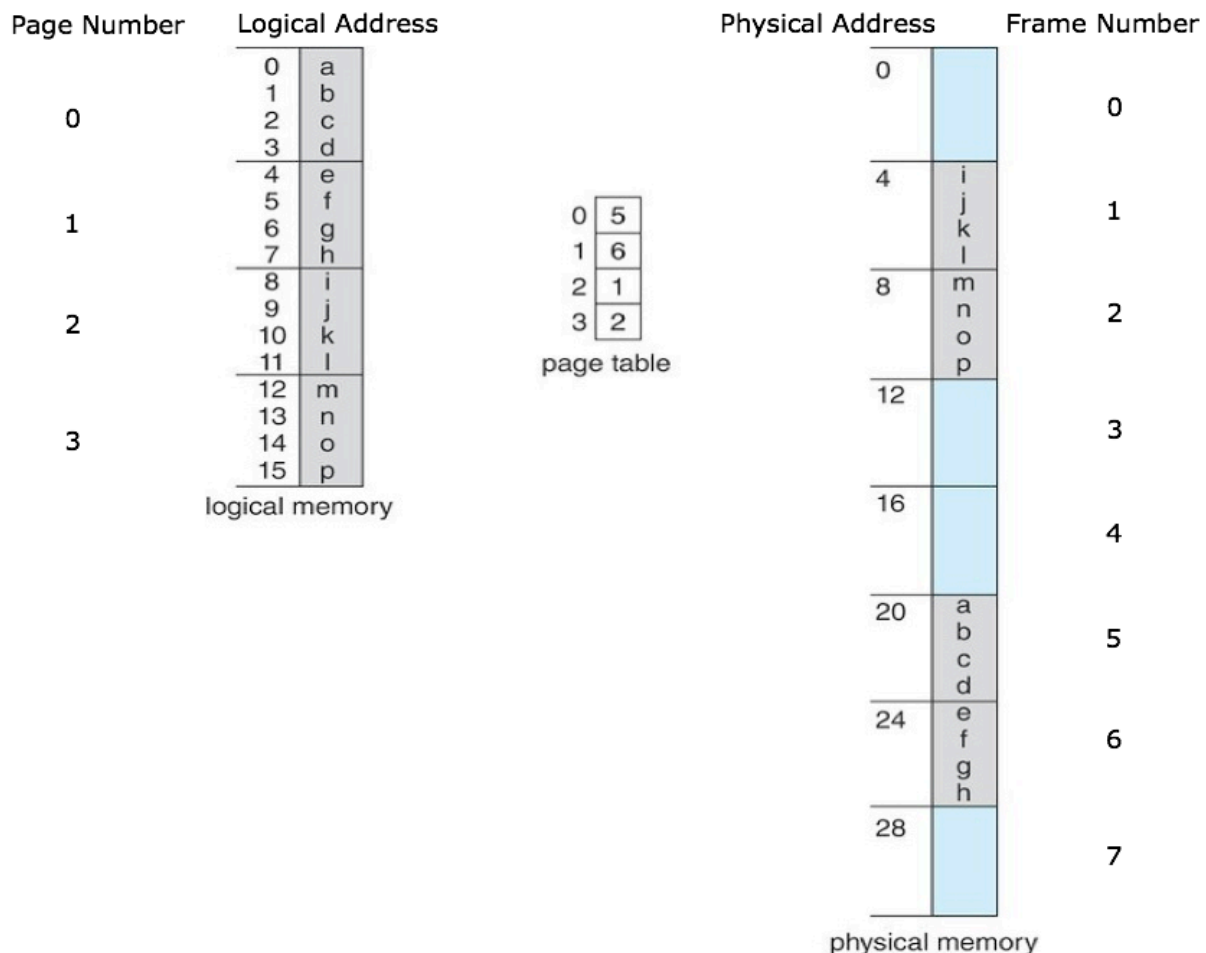 Page Number Logical Address Physical Address Frame Number
0
0 a
1 b
2 c
3 d
1
4 e
5 f
6 g
7 h
2
8 i
9 j
10 k
11 l
3
12 m
13 n
14 o
15 p
logical memory
0 5
1 6
2 1
3 2
page table
0
0
4 i
j
k
l
1
8 m
n
o
p
2
12
3
16
4
20 a
b
c
d
5
24 e
f
g
h
6
28
7
physical memory